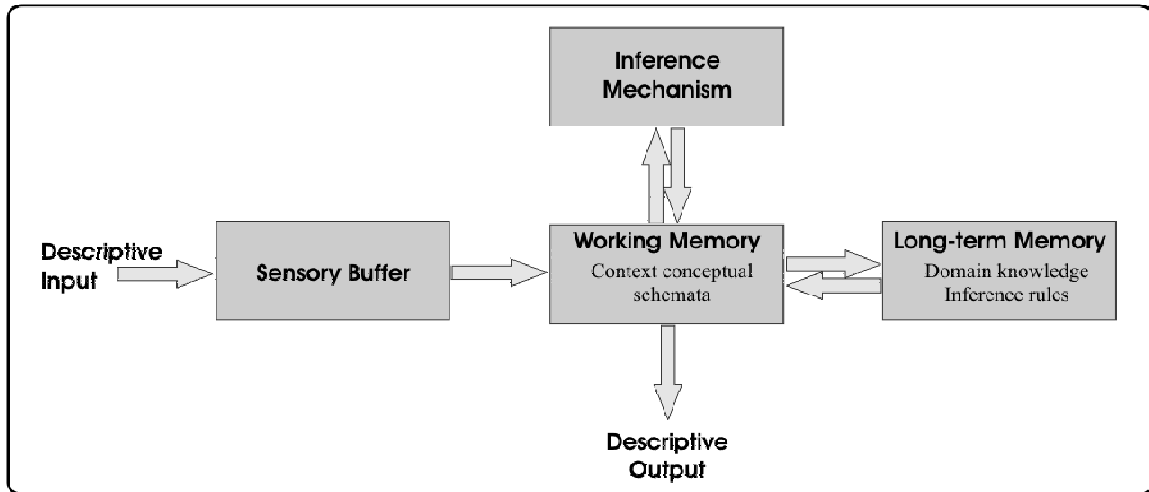 Inference
Mechanism
Descriptive
Input
Sensory Buffer
Working Memory
Context conceptual
schemata
Long-term Memory
Domain knowledge
Inference rules
Descriptive
Output